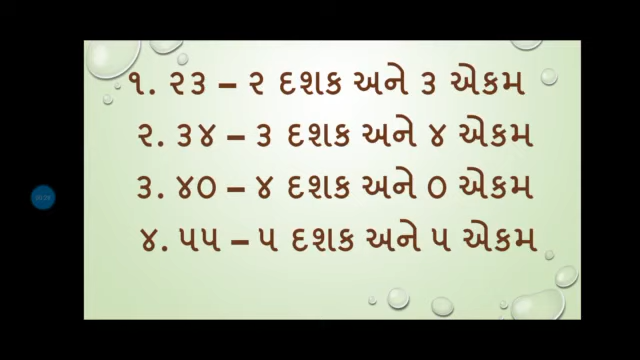 ૧. ૨૩ – ૨ દશક અને ૩ એકમ
૨. ૩૪ – ૩ દશક અને ૪ એકમ
૩. ૪૦ – ૪ દશક અને ૦ એકમ
૪. ૫૫ – ૫ દશક અને ૫ એકમ